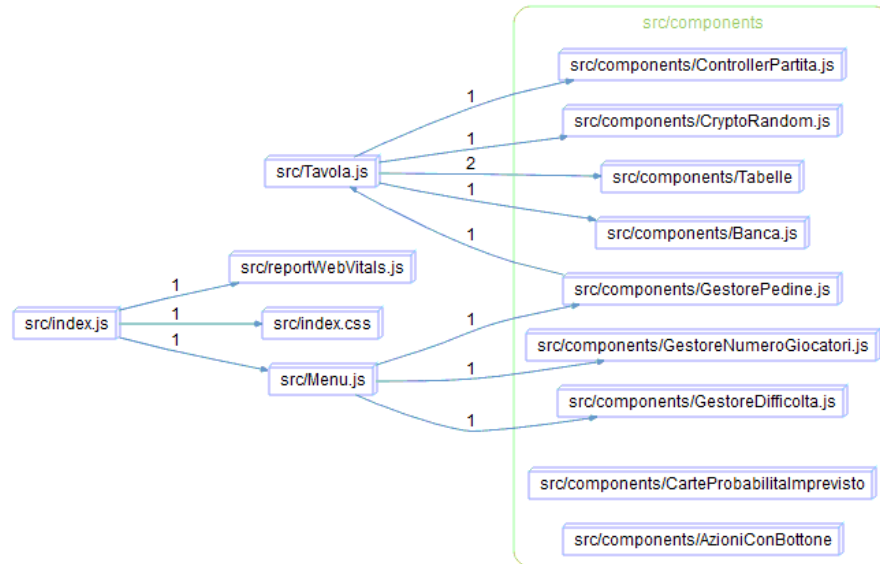 src/components
src/components/ControllerPartita.js
1
src/components/CryptoRandom.js
1
src/Tavola.js
2
src/components/Tabelle
1
src/components/Banca.js
1
src/reportWebVitals.js
src/components/GestorePedine.js
1
src/index.js
1
src/index.css
1
src/components/GestoreNumeroGiocatori.js
1
src/Menu.js
1
src/components/GestoreDifficolta.js
1
src/components/CarteProbabilitaImprevisto
src/components/AzioniConBottone